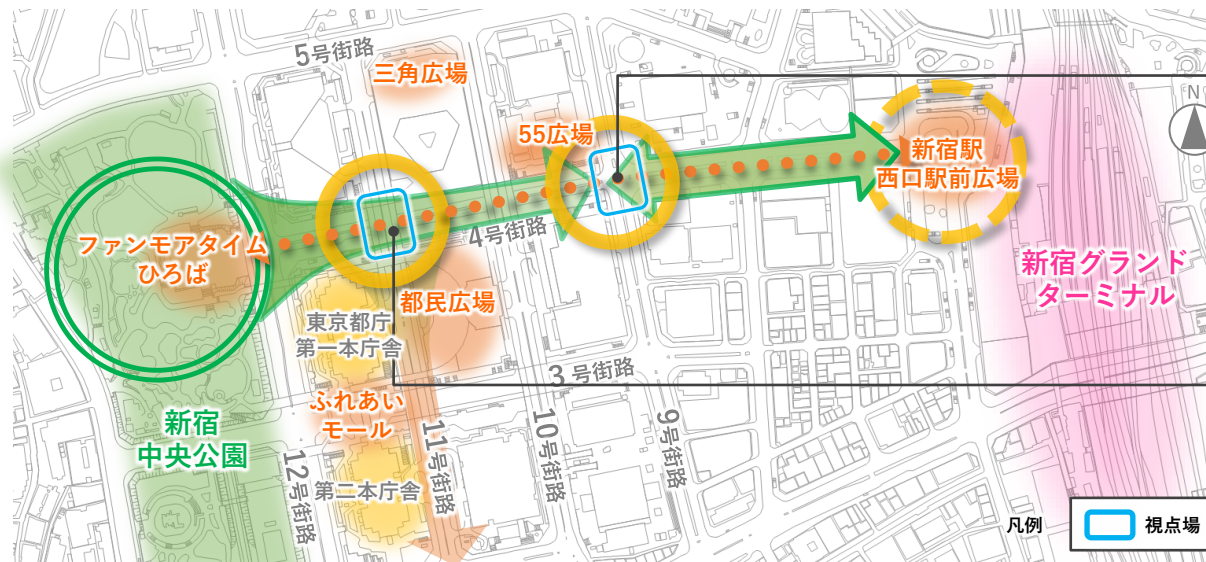 5号街路
三角広場
N
55広場
新宿駅
西口駅前広場
4号街路
ファンモアタイム
ひろば
新宿グランド
ターミナル
都民広場
東京都庁
第一本庁舎
3号街路
ふれあい
モール
新宿
中央公園
12号街路
11号街路
10号街路
9号街路
第二本庁舎
凡例
視点場